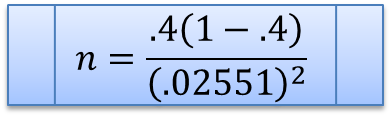 n = .4(1 − .4) / (.02551)²